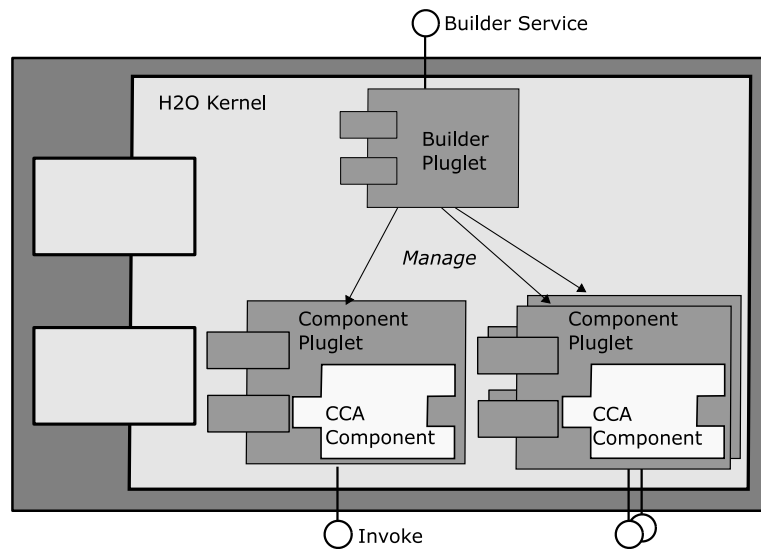 Builder Service
H2O Kernel
Builder
Pluglet
Manage
Component
Pluglet
CCA
Component
Component
Pluglet
CCA
Component
Invoke